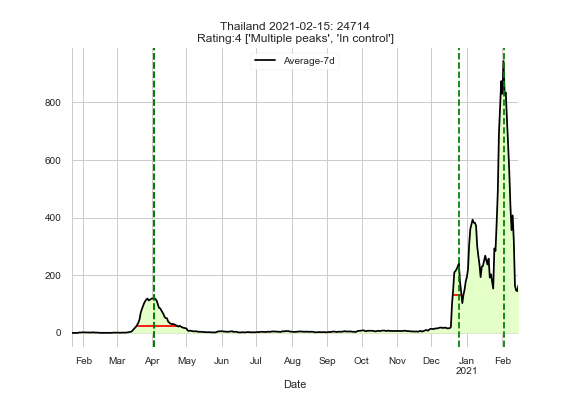 Thailand 2021-02-15: 24714
Rating:4 ['Multiple peaks', 'In control']
Average-7d
800
600
400
200
0
Feb Mar Apr May Jun Jul Aug Sep Oct Nov Dec Jan Feb
2021
Date